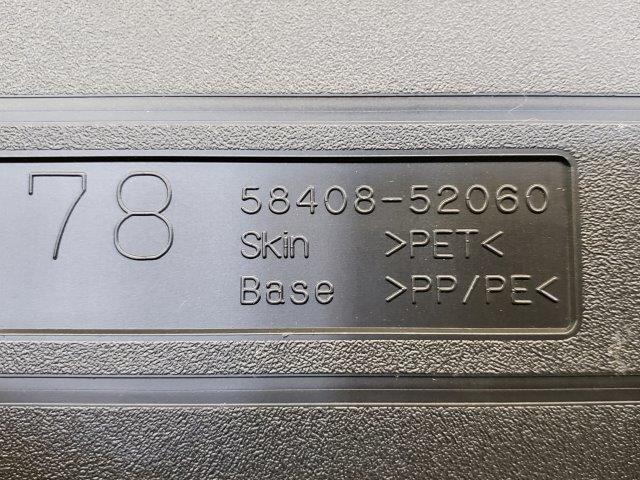 78
58408-52060
Skin >PET<
Base >PP/PE<